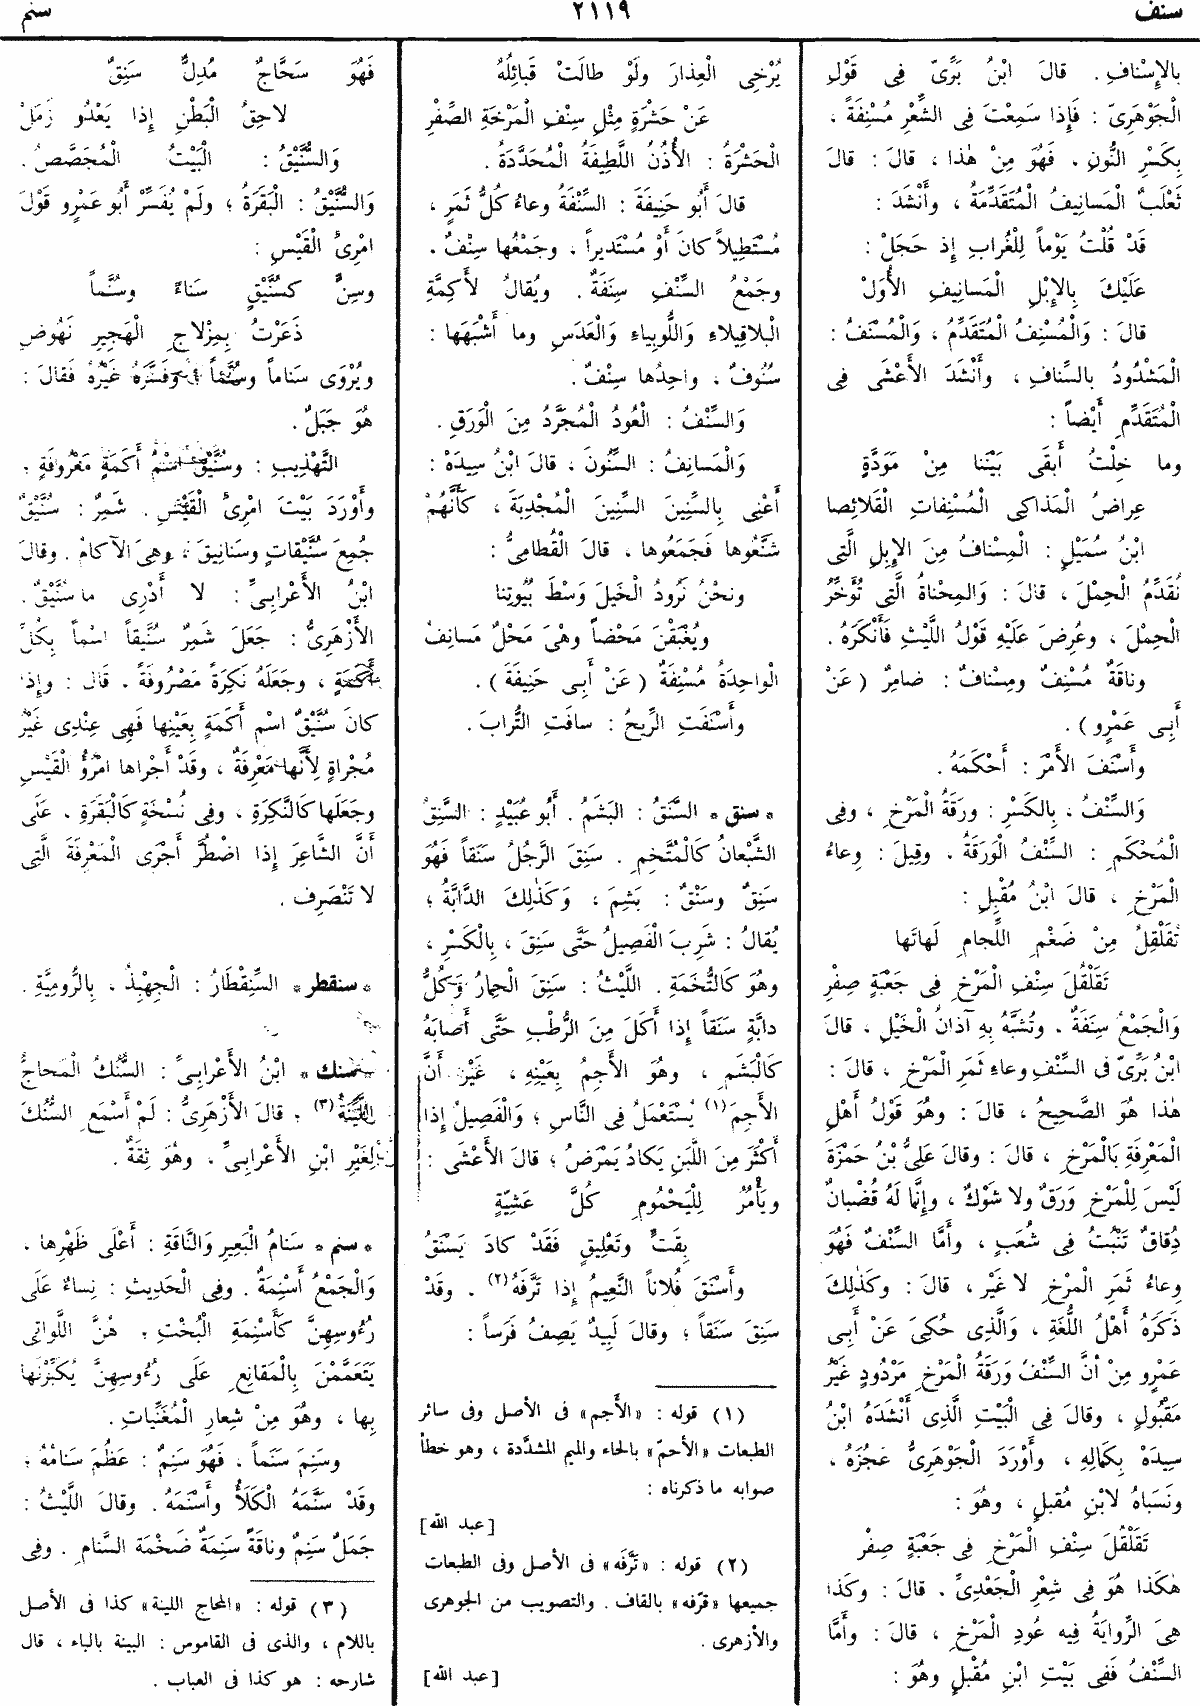 سنف
٢١١٩
سنم
بالإِسْنافِ . قالَ ابْنُ بَرِّىّ فِى قَوْلِ
الْجَوْهَرِىّ : فَإِذا سَمِعْتَ فِى الشِّعْرِ مُسْنِفَةً ،
بِكَسْرِ النُّونِ . فَهُوَ مِنْ هٰذا ، قالَ : قالَ
ثَعْلَبٌ الْمَسانِيفُ الْمُتَقَدِّمَةُ ، وأَنْشَدَ :
قَدْ قُلْتُ يَوْماً لِلْغُرابِ إِذ حَجَلْ :
عَلَيْكَ بِالإِبْلِ الْمَسانِيفِ الأُوَلْ
قالَ : وَالْمُسْنِفُ الْمُتَقَدِّمُ ، وَالْمُسْنَفُ :
الْمَشْدُودُ بالسِّنافِ ، وأَنْشَدَ الأَعْشَى فِى
الْمُتَقَدِّمِ أَيْضاً :
وما خِلْتُ أَبقَى بَيْنَنا مِنْ مَوَدَّةٍ
عِراضُ الْمَذاكِى الْمُسْنِفاتِ الْقَلائِصا
ابْنُ شُمَيْلٍ : الْمِسْنافُ مِنَ الإِبِلِ الَّتِى
تُقَدِّمُ الْحِمْلَ ، قالَ : وَالمِحْناةُ الَّتِى تُؤَخِّرُ
الْحِمْلَ ، وعُرِضَ عَلَيْهِ قَوْلُ اللَّيْثِ فَأَنْكَرَهُ .
وناقَةٌ مُسْنِفٌ ومِسْنافٌ : ضامِرٌ ( عَنْ
أَبِى عَمْرٍو ) .
وأَسْنَفَ الأَمْرَ : أَحْكَمَهُ .
وَالسِّنْفُ ، بِالكَسْرِ : وَرَقَةُ الْمَرْخِ ، وفِى
الْمُحْكَمِ : السِّنْفُ الْوَرَقَةُ ، وقِيلَ : وِعاءُ
الْمَرْخِ ، قالَ ابْنُ مُقْبِلٍ :
تُقَلْقِلُ مِنْ ضَغْمِ اللِّجامِ لَهاتَها
تَقَلْقُلَ سِنْفِ الْمَرْخِ فِى جَعْبَةٍ صِفْرِ
وَالْجَمْعُ سِنَفَةٌ . وتُشَبَّهُ بِهِ آذانُ الْخَيْلِ ، قالَ
ابْنُ بَرِّىّ فى السِّنْفِ وعاءِ ثَمَرِ الْمَرْخِ ، قالَ :
هٰذا هُوَ الصَّحِيحُ ، قالَ : وهُوَ قَوْلُ أَهْلِ
الْمَعْرِفَةِ بَالْمَرْخِ ، قالَ : وقالَ عَلِىُّ بْنُ حَمْزَةَ
لَيْسَ لِلْمَرْخِ وَرَقٌ ولا شَوْكٌ ، وإِنَّما لَهُ قُضْبانٌ
دِقاقٌ تَنْبُتُ فِى شُعَبٍ ، وأَمَّا السِّنْفُ فَهُوَ
وِعاءُ ثَمَرِ الْمَرْخِ لا غَيْر ، قالَ : وكَذٰلِكَ
ذَكَرَهُ أَهْلُ اللُّغَةِ ، وَالَّذِى حُكِىَ عَنْ أَبِى
عَمْرٍو مِنْ أَنَّ السِّنْفَ وَرَقَةُ الْمَرْخِ مَرْدُودٍ غَيْرُ
مَقْبُولٍ ، وقالَ فِى الْبَيْتِ الَّذِى أَنْشَدَهُ ابْنُ
سِيدَهْ بِكَمالِهِ ، وأَوْرَدَ الْجَوْهَرِىُّ عَجُزَهُ ،
ونَسَباهُ لابْنِ مُقبلٍ ، وهُوَ :
تَقَلْقُلَ سِنْفِ الْمَرْخِ فِى جَعْبَةٍ صِفْر
هٰكَذا هُوَ فِى شِعْرِ الْجَعْدِىِّ . قالَ : وكَذا
هِىَ الرِّوايَةُ فِيه عُودِ الْمَرْخِ ، قالَ : وأَمَّا
السِّنْفُ فَفِى بَيْتِ ابْنِ مُقْبلٍ وهُوَ :
يُرْخِى الْعِذارَ ولَوْ طالَتْ قَبائِلُهُ
عَنْ حَشْرَةٍ مِثْلِ سِنْفِ الْمَرْخَةِ الصِّفْرِ
الْحَشْرَةُ : الأُذُنُ اللَّطِيفَةُ الْمُحَدَّدَةُ .
قالَ أَبُو حَنِيفَةَ : السِّنْفَةُ وعاءُ كُلِّ ثَمَرٍ ،
مُسْتَطِيلاً كانَ أَوْ مُسْتَديراً ، وجَمْعُها سِنْفٌ .
وجَمْعُ السِّنْفِ سِنَفَةٌ . ويُقالُ لأَكِمَّةِ
الْباقِيلاءِ وَاللُّوبِياءِ وَالْعَدَسِ وما أَشْبَهَها :
سُنُوفٌ ، واحِدُها سِنْفٌ .
وَالسِّنْفُ : الْعُودُ الْمُجَرَّدُ مِنَ الْوَرَقِ .
وَالْمَسانِفُ : السِّنُونَ ، قالَ ابْنُ سِيدَهْ :
أَعْنِى بِالسِّنِينَ السِّنِينَ الْمُجْدِبَةَ ، كَأَنَّهُمْ
شَنَّعُوها فَجَمَعُوها ، قالَ الْقُطامِىُّ :
ونحْنُ نَرُودُ الْخَيلَ وَسْطَ بُيُوتِنا
ويُغْبَقْنَ مَحْضاً وهْىَ مَحْلٌ مَسانِفُ
الْواحِدَةُ مُسْنِفَةٌ ( عَنْ أَبِى حَنِيفَةَ ) .
وأَسْنَفَتِ الرِّيحُ : سافَتِ التُّرابَ .
* سنق * السَّنَقُ : البَشَمُ . أَبُو عُبَيْدٍ : السَّنِقُ
الشَّبْعانُ كَالْمُتَّخِمِ . سَنِقَ الرَّجُلُ سَنَقاً فَهُوَ
سَنِقٌ وسَنْقٌ : بَشِمَ ، وَكَذٰلِكَ الدَّابَّةُ ،
يُقالُ : شَرِبَ الْفَصِيلُ حَتَّى سَنِقَ ، بِالْكَسْرِ ،
وهُوَ كَالتُّخَمَةِ . اللَّيْثُ : سَنِقَ الْحِمارُ وَكُلُّ
دابَّةٍ سَنَقاً إِذا أَكَلَ مِنَ الرُّطْبِ حَتَّى أَصابَهُ
كَالْبَشَمِ ، وهُوَ الأَجِمُ بِعَيْنِهِ ، غَيْرَ أَنَّ
الأَجِمَ (١) يُسْتَعْمَلُ فِى النَّاسِ ؛ وَالْفَصِيلُ إِذا
أَكْثَرَ مِنَ اللَّبَنِ يَكادُ يَمْرَضُ ؛ قالَ الأَعْشَى :
ويَأْمُرُ لِلْيَحْمُومِ كُلَّ عَشِيَّةٍ
بِقَتٍّ وتَعْلِيقٍ فَقَدْ كادَ يَسْنَقُ
وأَسْنَقَ فُلاناً النَّعِيمُ إِذا تَرَّفَهُ (٢) . وقَدْ
سَنِقَ سَنَقاً ؛ وقالَ لَبِيدٌ يَصِفُ فَرَساً :
(١) قوله : «الأَجم» فى الأصل وفى سائر
الطبعات «الأحمّ» بالحاء والميم المشدَّدة ، وهو خطأ
صوابه ما ذكرناه :
[عبد الله]
(٢) قوله : «تَرَّفَه» فى الأصل وفى الطبعات
جميعها «قرّفه» بالقاف . والتصويب من الجوهرى
والأزهرى .
[عبد الله]
فَهُوَ سَحَّاجٌ مُدِلٌّ سَنِقٌ
لاحِقُ الْبَطْنِ إِذا يَعْدُو زَمَلْ
وَالسُّنَّيْقُ : الْبَيْتُ الْمُجَصَّصُ .
وَالسُّنَّيْقُ : الْبَقَرَةُ ؛ ولَمْ يُفَسِّرْ أَبُو عَمْرٍو قَوْلَ
امْرِئِ الْقَيْسِ :
وسِنٍّ كسُنَّيْقٍ سَناءً وسُنَّماً
ذَعَرْتُ بِمِزْلاجِ الْهَجِيرِ نَهُوضِ
ويُرْوَى سَناماً وسُنَّماً وفَسَّرَهُ غَيْرُهُ فَقالَ :
هُوَ جَبَلٌ .
التَّهْذِيبِ : وسُنَّيْقٌ اسْمُ أَكَمَةٍ مَعْرُوفَةٍ .
وأَوْرَدَ بَيْتَ امْرِئِ الْقَيْسِ . شَمِرٌ : سُنَّيْقٌ
جُمِعَ سُنَّيْقاتٍ وسَنانِيقَ ، وهِىَ الآكامُ . وقالَ
ابْنُ الأَعْرابِىِّ : لا أَدْرِى ما سُنَّيْقٌ .
الأَزْهَرِىُّ : جَعَلَ شَمِرٌ سُنَّيقاً اسْماً بِكُلِّ
أَكَمَةٍ ، وجَعَلَهُ نَكِرَةً مَصْرُوفَةً . قالَ : وإِذا
كانَ سُنَّيْقٌ اسْم أَكَمَةٍ بِعَيْنِها فَهِى عِنْدِى غَيْرُ
مُجْراةٍ لِأَنَّها مَعْرِفَةٌ ، وقَدْ أَجْراها امْرُؤُ الْقَيْسِ
وجَعَلَها كَالنَّكِرَةِ ، وفِى نُسْخَةٍ كَالْبَقَرَةِ ، عَلَى
أَنَّ الشَّاعِرَ إِذا اضْطُرَّ أَجْرَى الْمَعْرِفَةَ الَّتِى
لا تَنْصَرِف .
* سنقطر * السِّنِقْطارُ : الْجِهْبِذُ ، بِالرُّومِيَّةِ .
سنك * ابْنُ الأَعْرابِىِّ : السُّنُكُ الْمَحاجُّ
اللَّيِّنَةُ (٣) ، قالَ الأَزْهَرِىُّ : لَمْ أَسْمَعِ السُّنُكَ
لِغَيْرِ ابْنِ الأَعْرابِىِّ ، وهُوَ ثِقَةٌ .
* سنم * سَنامُ الْبَعِيرِ وَالنَّاقَةِ : أَعْلَى ظَهْرِها ،
وَالْجَمْعُ أَسْنِمَةٌ . وفِى الْحَدِيثِ : نِساءٌ عَلَى
رُءُوسِهِنَّ كَأَسْنِمَةِ الْبُخْتِ ؛ هُنَّ اللَّواتِى
يَتَعَمَّمْنَ بِالْمَقانِعِ عَلَى رُءُوسِهِنَّ يُكَبِّرْنَها
بِها ، وهُوَ مِنْ شِعارِ الْمُغَنِّياتِ .
وسَنِمَ سَنَماً ، فَهُوَ سَنِمٌ : عَظُمَ سَنامُهُ ؛
وقَدْ سَنَّمَهُ الْكَلَأُ وأَسْنَمَهُ . وقالَ اللَّيْثُ :
جَمَلٌ سَنِمٌ وناقَةٌ سَنِمَةٌ ضَخْمَة السَّنامِ . وفِى
(٣) قوله : «المحاج اللينة» كذا فى الأصل
باللام ، والذى فى القاموس : البينة بالباء ، قال
شارحه : هو كذا فى العباب .